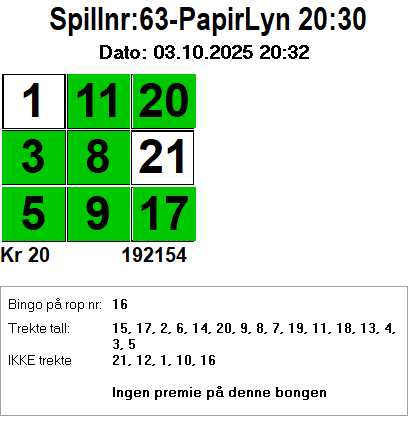 Spillnr:63-PapirLyn 20:30
Dato: 03.10.2025 20:32
1 11 20
3 8 21
5 9 17
Kr 20 192154
Bingo på rop nr: 16
Trekte tall: 15, 17, 2, 6, 14, 20, 9, 8, 7, 19, 11, 18, 13, 4,
3, 5
IKKE trekte 21, 12, 1, 10, 16
Ingen premie på denne bongen